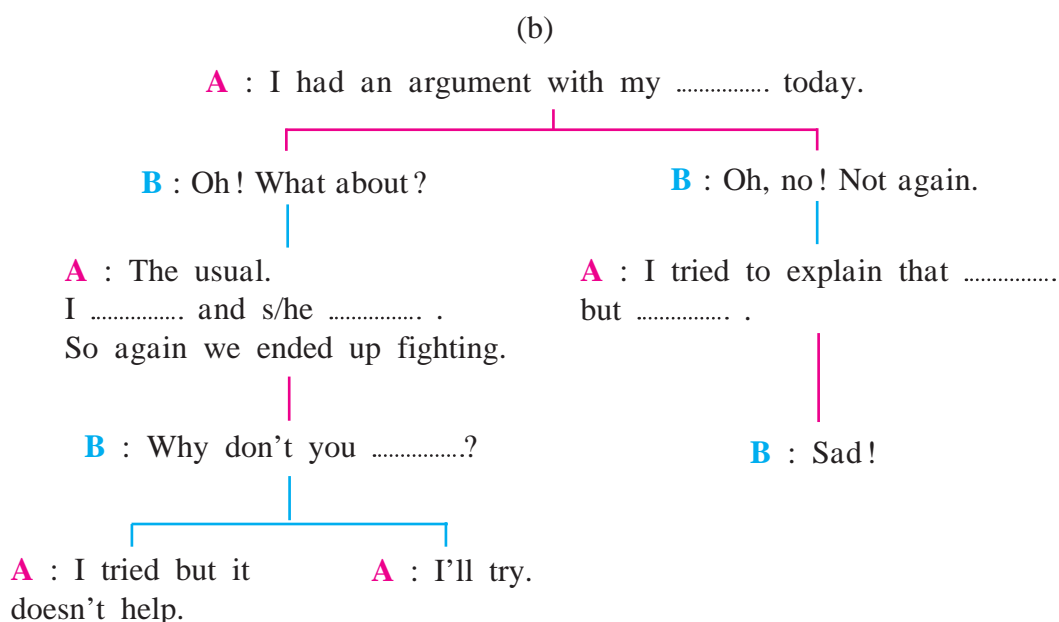 (b)
A : I had an argument with my ................ today.
B : Oh! What about?
B : Oh, no! Not again.
A : The usual.
I ................ and s/he ................ .
So again we ended up fighting.
A : I tried to explain that ................
but ................ .
B : Why don't you ................?
B : Sad!
A : I tried but it
doesn't help.
A : I'll try.